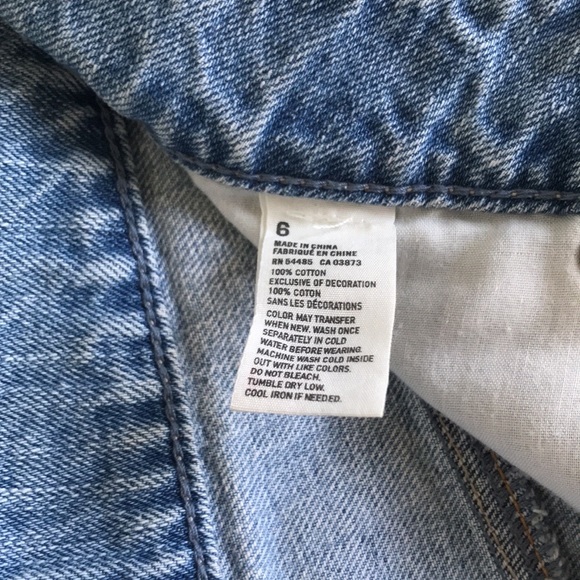 6
MADE IN CHINA
FABRIQUÉ EN CHINE
RN 54485 CA 03873
100% COTTON
EXCLUSIVE OF DECORATION
100% COTON
SANS LES DÉCORATIONS
COLOR MAY TRANSFER
WHEN NEW. WASH ONCE
SEPARATELY IN COLD
WATER BEFORE WEARING.
MACHINE WASH COLD INSIDE
OUT WITH LIKE COLORS.
DO NOT BLEACH.
TUMBLE DRY LOW.
COOL IRON IF NEEDED.